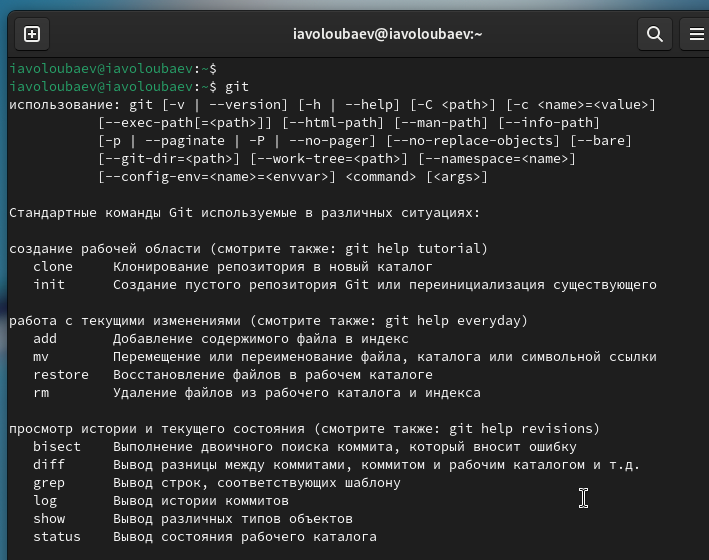 iavoloubaev@iavoloubaev:~
iavoloubaev@iavoloubaev:~$
iavoloubaev@iavoloubaev:~$ git
использование: git [-v | --version] [-h | --help] [-C <path>] [-c <name>=<value>]
[--exec-path[=<path>]] [--html-path] [--man-path] [--info-path]
[-p | --paginate | -P | --no-pager] [--no-replace-objects] [--bare]
[--git-dir=<path>] [--work-tree=<path>] [--namespace=<name>]
[--config-env=<name>=<envvar>] <command> [<args>]
Стандартные команды Git используемые в различных ситуациях:
создание рабочей области (смотрите также: git help tutorial)
clone Клонирование репозитория в новый каталог
init Создание пустого репозитория Git или переинициализация существующего
работа с текущими изменениями (смотрите также: git help everyday)
add Добавление содержимого файла в индекс
mv Перемещение или переименование файла, каталога или символьной ссылки
restore Восстановление файлов в рабочем каталоге
rm Удаление файлов из рабочего каталога и индекса
просмотр истории и текущего состояния (смотрите также: git help revisions)
bisect Выполнение двоичного поиска коммита, который вносит ошибку
diff Вывод разницы между коммитами, коммитом и рабочим каталогом и т.д.
grep Вывод строк, соответствующих шаблону
log Вывод истории коммитов
show Вывод различных типов объектов
status Вывод состояния рабочего каталога